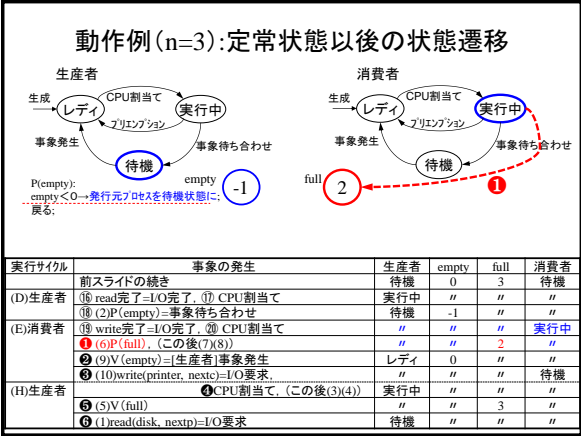 動作例(n=3):定常状態以後の状態遷移
生産者
生成
レディ
CPU割当て
プリエンプション
実行中
事象発生
事象待ち合わせ
待機
P(empty):
empty<0→発行元プロセスを待機状態に;
戻る;
empty
-1
消費者
生成
レディ
CPU割当て
プリエンプション
実行中
事象発生
事象待ち合わせ
待機
full
2
❶
実行サイクル 事象の発生 生産者 empty full 消費者
前スライドの続き 待機 0 3 待機
(D)生産者 ⑯ read完了=I/O完了, ⑰ CPU割当て 実行中 〃 〃 〃
⑱ (2)P(empty)=事象待ち合わせ 待機 -1 〃 〃
(E)消費者 ⑲ write完了=I/O完了, ⑳ CPU割当て 〃 〃 〃 実行中
❶ (6)P(full), (この後(7)(8)) 〃 〃 2 〃
❷ (9)V(empty)=[生産者]事象発生 レディ 0 〃 〃
❸ (10)write(printer, nextc)=I/O要求, 〃 〃 〃 待機
(H)生産者 ❹CPU割当て, (この後(3)(4)) 実行中 〃 〃 〃
❺ (5)V(full) 〃 〃 3 〃
❻ (1)read(disk, nextp)=I/O要求 待機 〃 〃 〃